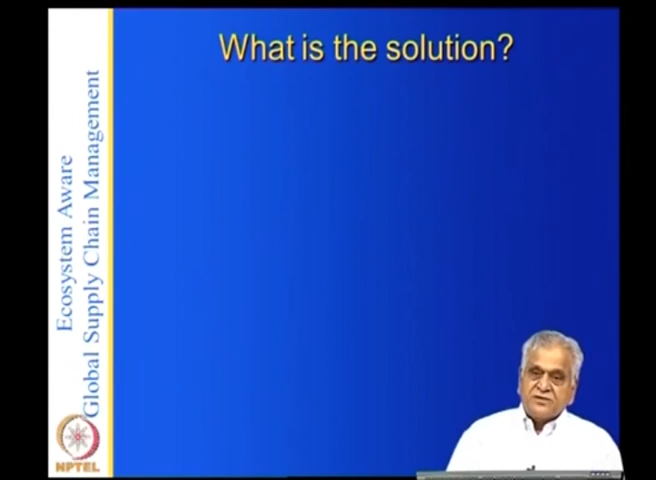 What is the solution?
Ecosystem Aware
Global Supply Chain Management
NPTEL